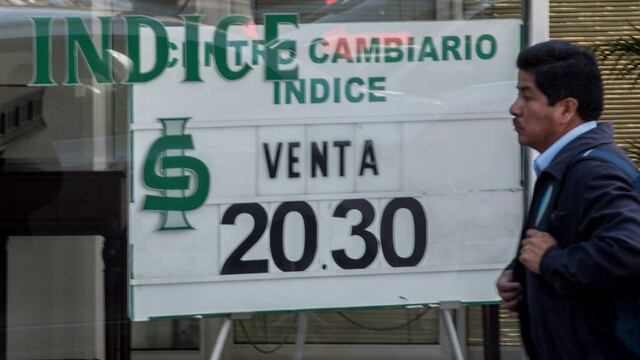 INDICE
CENTRO CAMBIARIO
INDICE
$ VENTA
20.30